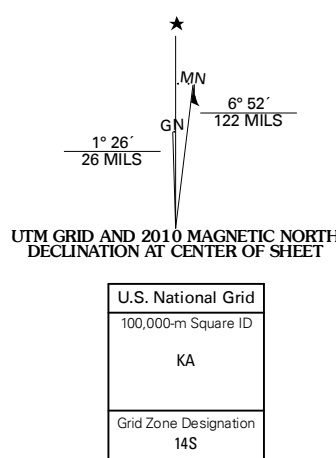 ★
MN
GN
6° 52´
122 MILS
1° 26´
26 MILS
UTM GRID AND 2010 MAGNETIC NORTH
DECLINATION AT CENTER OF SHEET
U.S. National Grid
100,000-m Square ID
KA
Grid Zone Designation
14S